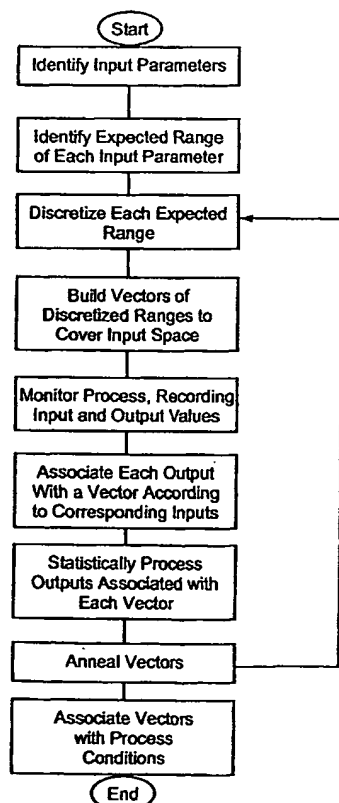 Start
Identify Input Parameters
Identify Expected Range
of Each Input Parameter
Discretize Each Expected
Range
Build Vectors of
Discretized Ranges to
Cover Input Space
Monitor Process, Recording
Input and Output Values
Associate Each Output
With a Vector According
to Corresponding Inputs
Statistically Process
Outputs Associated with
Each Vector
Anneal Vectors
Associate Vectors
with Process
Conditions
End